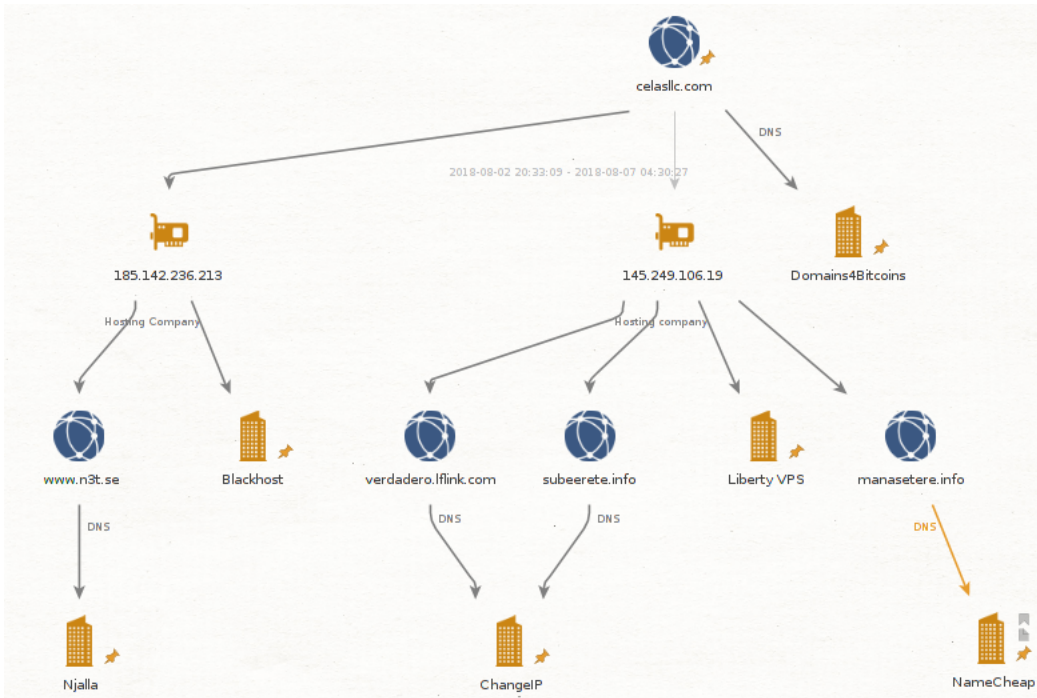 celasllc.com
DNS
2018-08-02 20:33:09 - 2018-08-07 04:30:27
185.142.236.213
145.249.106.19
Domains4Bitcoins
Hosting Company
Hosting company
www.n3t.se
Blackhost
verdadero.lflink.com
subeerete.info
Liberty VPS
manasetere.info
DNS
DNS
DNS
DNS
Njalla
ChangeIP
NameCheap